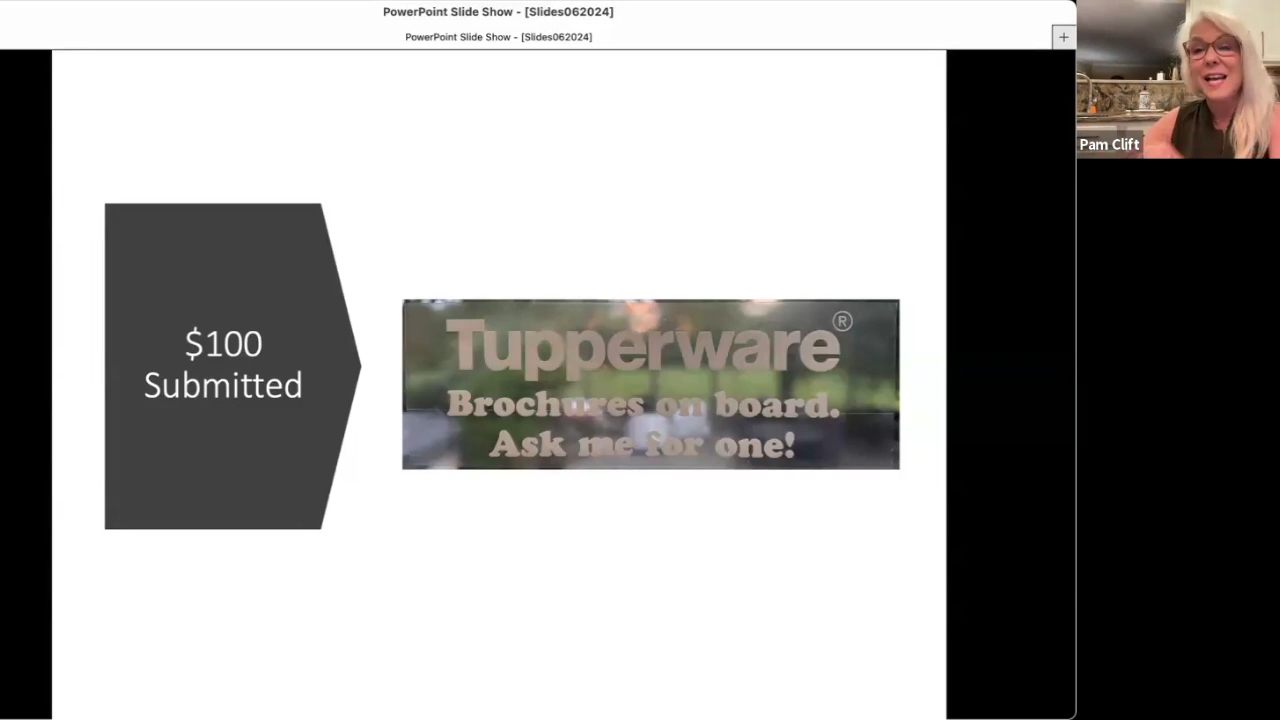 PowerPoint Slide Show - [Slides062024]
PowerPoint Slide Show - [Slides062024]
+
Pam Clift
$100
Submitted
Tupperware®
Brochures on board.
Ask me for one!